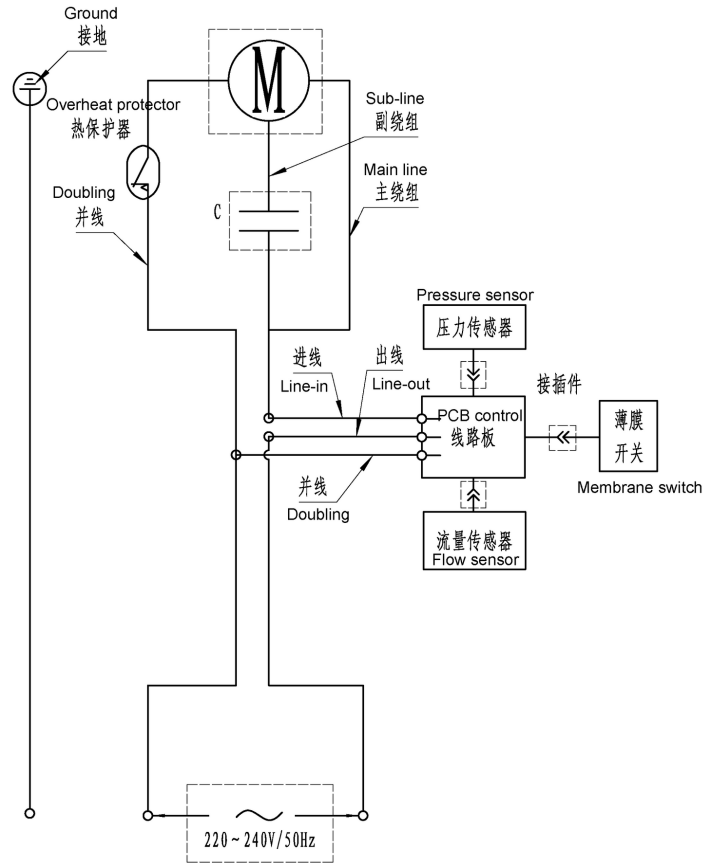 Ground
接地
M
Overheat protector
热保护器
Sub-line
副绕组
Doubling
并线
C
Main line
主绕组
Pressure sensor
压力传感器
进线
Line-in
出线
Line-out
接插件
PCB control
线路板
薄膜
开关
Membrane switch
并线
Doubling
流量传感器
Flow sensor
220~240V/50Hz